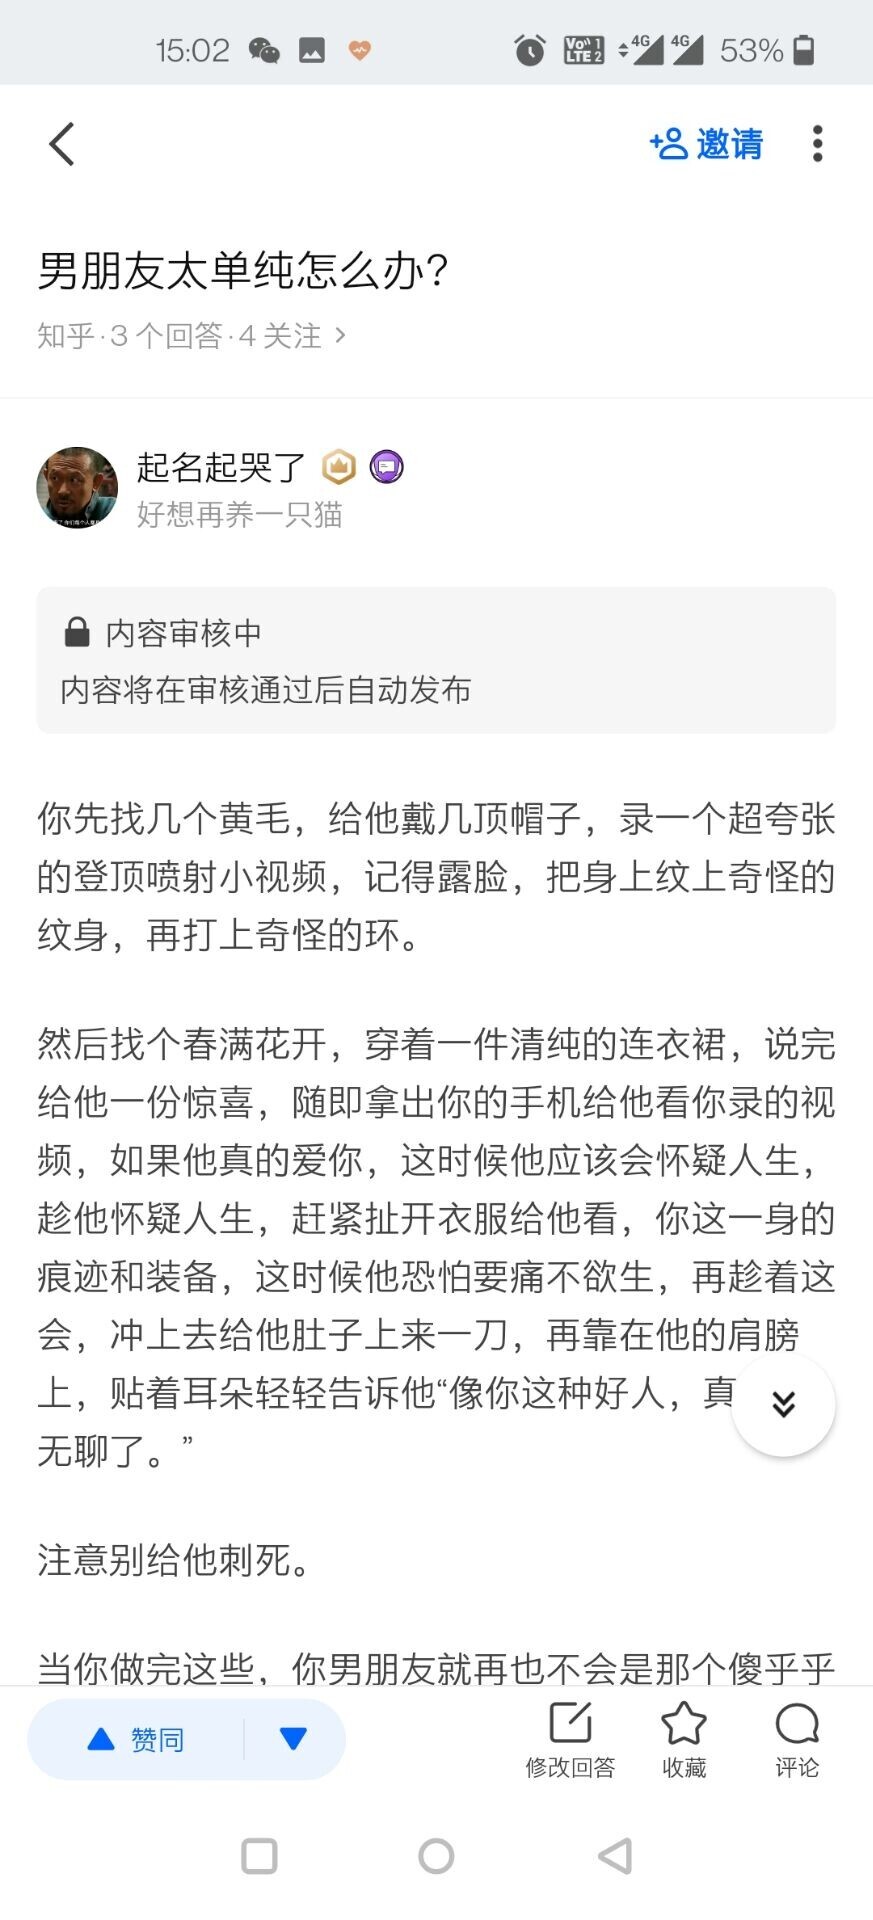 15:02
VoLTE 1 2
4G
4G
53%
邀请
男朋友太单纯怎么办?
知乎·3 个回答·4 关注 >
起名起哭了
好想再养一只猫
内容审核中
内容将在审核通过后自动发布
你先找几个黄毛，给他戴几顶帽子，录一个超夸张
的登顶喷射小视频，记得露脸，把身上纹上奇怪的
纹身，再打上奇怪的环。
然后找个春满花开，穿着一件清纯的连衣裙，说完
给他一份惊喜，随即拿出你的手机给他看你录的视
频，如果他真的爱你，这时候他应该会怀疑人生，
趁他怀疑人生，赶紧扯开衣服给他看，你这一身的
痕迹和装备，这时候他恐怕要痛不欲生，再趁着这
会，冲上去给他肚子上来一刀，再靠在他的肩膀
上，贴着耳朵轻轻告诉他“像你这种好人，真
无聊了。”
注意别给他刺死。
当你做完这些，你男朋友就再也不会是那个傻乎乎
赞同
修改回答
收藏
评论